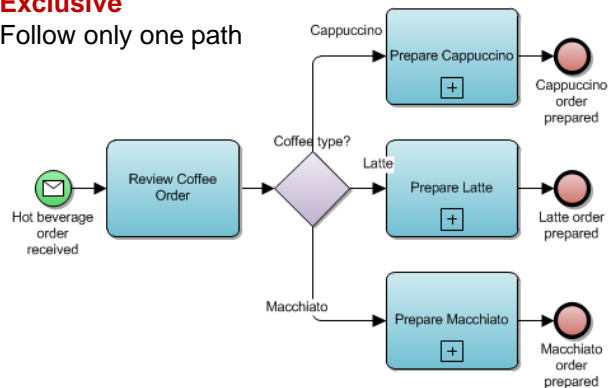 Exclusive
Follow only one path
Cappuccino
Prepare Cappuccino
Cappuccino
order
prepared
Coffee type?
Review Coffee
Order
Latte
Prepare Latte
Hot beverage
order
received
Latte order
prepared
Macchiato
Prepare Macchiato
Macchiato
order
prepared